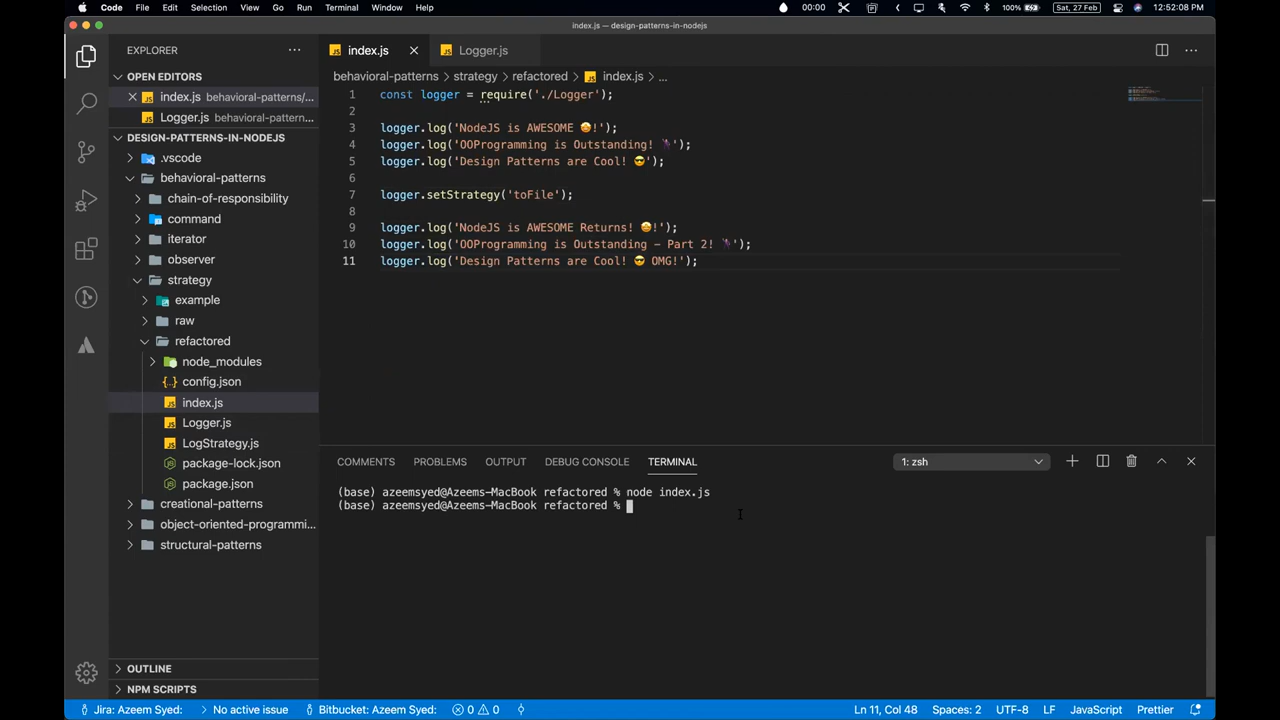 Code File Edit Selection View Go Run Terminal Window Help 00:00 100% Sat, 27 Feb 12:52:08 PM
index.js — design-patterns-in-nodejs
EXPLORER
index.js
Logger.js
OPEN EDITORS
index.js behavioral-patterns/...
Logger.js behavioral-pattern...
DESIGN-PATTERNS-IN-NODEJS
.vscode
behavioral-patterns
chain-of-responsibility
command
iterator
observer
strategy
example
raw
refactored
node_modules
config.json
index.js
Logger.js
LogStrategy.js
package-lock.json
package.json
creational-patterns
object-oriented-programmi...
structural-patterns
OUTLINE
NPM SCRIPTS
behavioral-patterns > strategy > refactored > index.js > ...
1 const logger = require('./Logger');
2
3 logger.log('NodeJS is AWESOME 🤩!');
4 logger.log('OOProgramming is Outstanding! 🕺');
5 logger.log('Design Patterns are Cool! 😎');
6
7 logger.setStrategy('toFile');
8
9 logger.log('NodeJS is AWESOME Returns! 🤩!');
10 logger.log('OOProgramming is Outstanding - Part 2! 🕺');
11 logger.log('Design Patterns are Cool! 😎 OMG!');
COMMENTS PROBLEMS OUTPUT DEBUG CONSOLE TERMINAL 1: zsh
(base) azeemsyed@Azeems-MacBook refactored % node index.js
(base) azeemsyed@Azeems-MacBook refactored %
Jira: Azeem Syed: No active issue Bitbucket: Azeem Syed: 0 0 Ln 11, Col 48 Spaces: 2 UTF-8 LF JavaScript Prettier